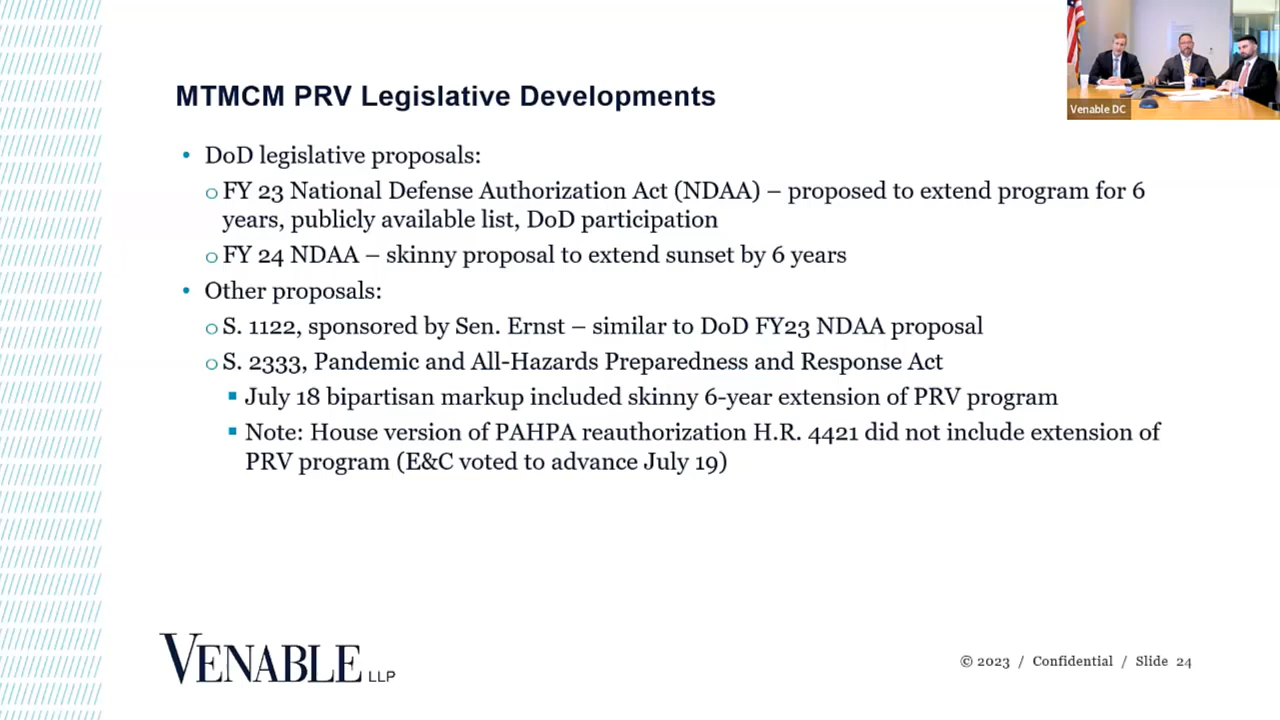 Venable DC
MTMCM PRV Legislative Developments
• DoD legislative proposals:
o FY 23 National Defense Authorization Act (NDAA) – proposed to extend program for 6
years, publicly available list, DoD participation
o FY 24 NDAA – skinny proposal to extend sunset by 6 years
• Other proposals:
o S. 1122, sponsored by Sen. Ernst – similar to DoD FY23 NDAA proposal
o S. 2333, Pandemic and All-Hazards Preparedness and Response Act
▪ July 18 bipartisan markup included skinny 6-year extension of PRV program
▪ Note: House version of PAHPA reauthorization H.R. 4421 did not include extension of
PRV program (E&C voted to advance July 19)
VENABLE LLP
© 2023 / Confidential / Slide 24